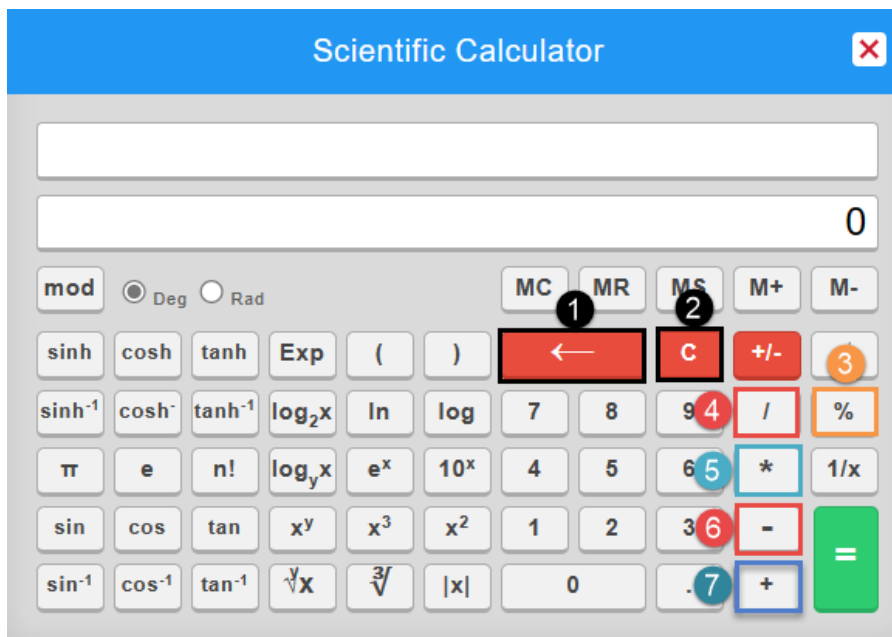 Scientific Calculator
0
mod Deg Rad MC MR MS M+ M-
1 2
sinh cosh tanh Exp ( ) ← C +/-
3
sinh⁻¹ cosh⁻ tanh⁻¹ log₂x ln log 7 8 9 4 / %
π e n! logᵧx eˣ 10ˣ 4 5 6 5 * 1/x
sin cos tan xʸ x³ x² 1 2 3 6 - =
sin⁻¹ cos⁻¹ tan⁻¹ ʸ√x ∛ |x| 0 . 7 +